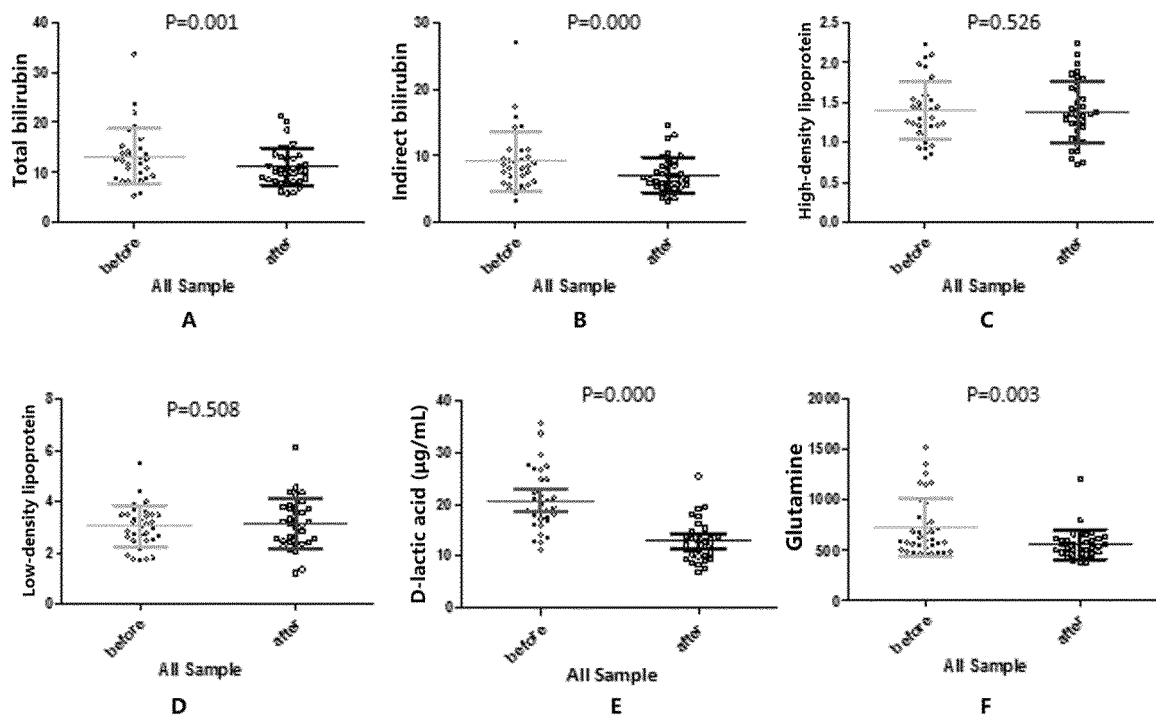 P=0.001
Total bilirubin
40
30
20
10
0
before
after
All Sample
A
P=0.000
Indirect bilirubin
30
20
10
0
before
after
All Sample
B
P=0.526
High-density lipoprotein
2.5
2.0
1.5
1.0
0.5
0.0
before
after
All Sample
C
P=0.508
Low-density lipoprotein
8
6
4
2
0
before
after
All Sample
D
P=0.000
D-lactic acid (μg/mL)
40
30
20
10
0
before
after
All Sample
E
P=0.003
Glutamine
2000
1500
1000
500
0
before
after
All Sample
F